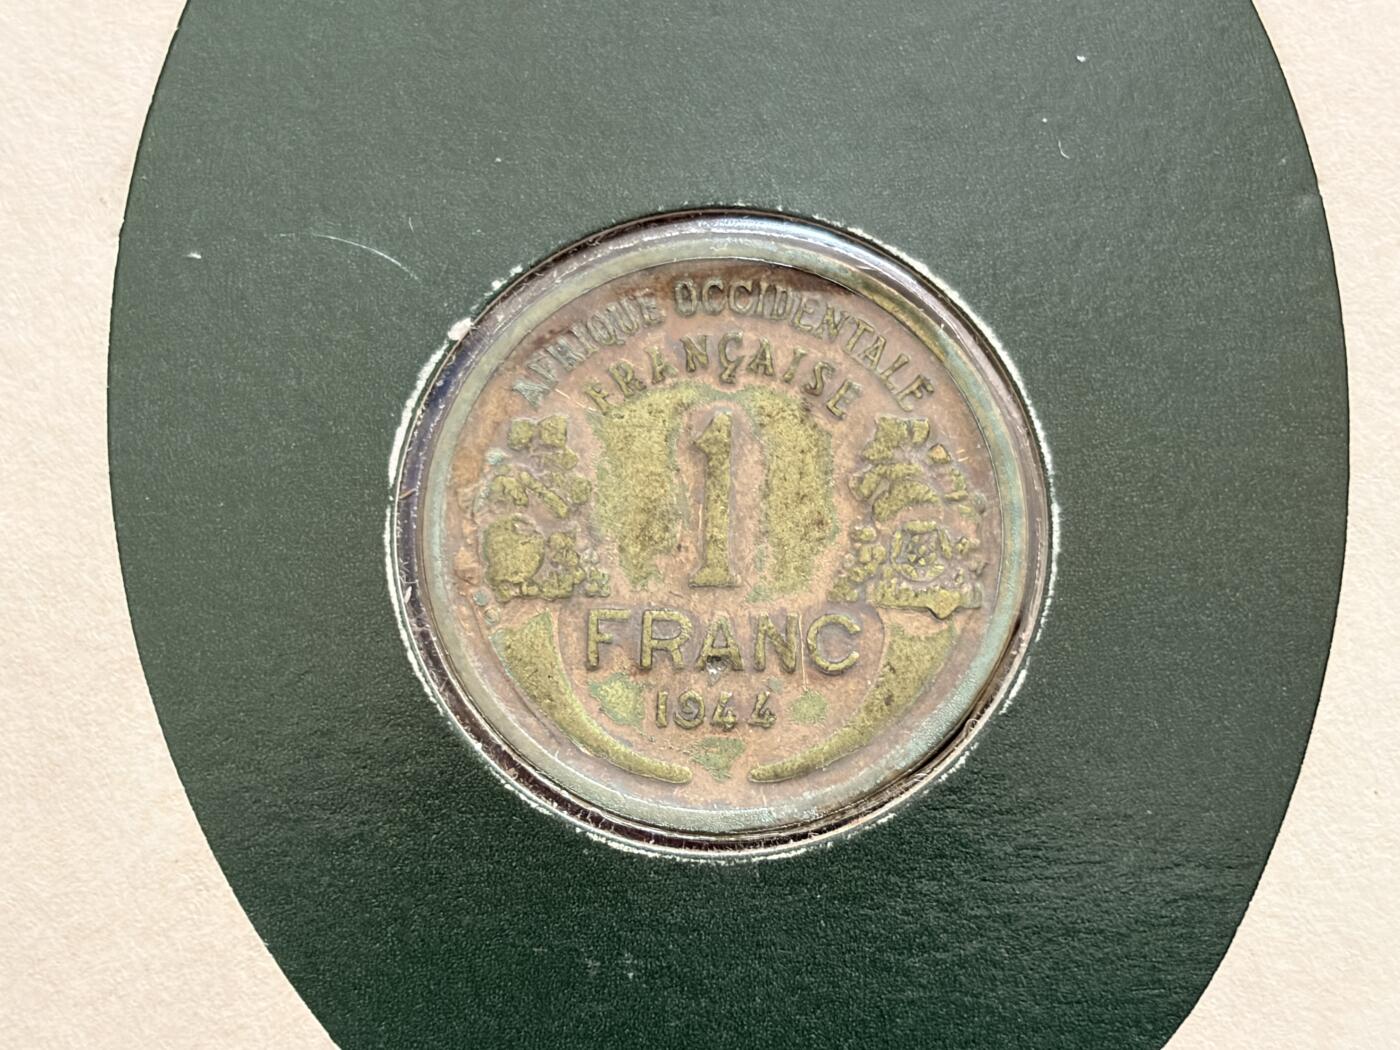 AFRIQUE OCCIDENTALE
FRANÇAISE
1
FRANC
1944